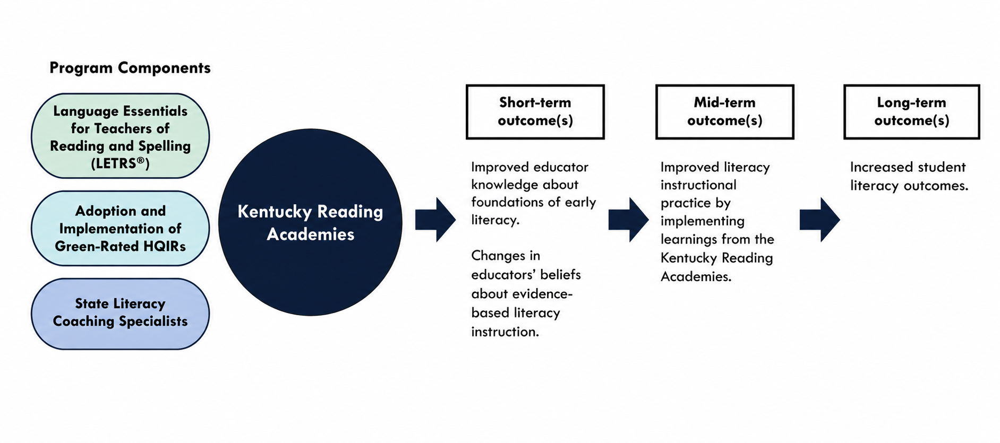 Program Components
Language Essentials
for Teachers of
Reading and Spelling
(LETRS®)
Adoption and
Implementation of
Green-Rated HQIRs
State Literacy
Coaching Specialists
Kentucky Reading
Academies
Short-term
outcome(s)
Improved educator
knowledge about
foundations of early
literacy.
Changes in
educators’ beliefs
about evidence-
based literacy
instruction.
Mid-term
outcome(s)
Improved literacy
instructional
practice by
implementing
learnings from the
Kentucky Reading
Academies.
Long-term
outcome(s)
Increased student
literacy outcomes.